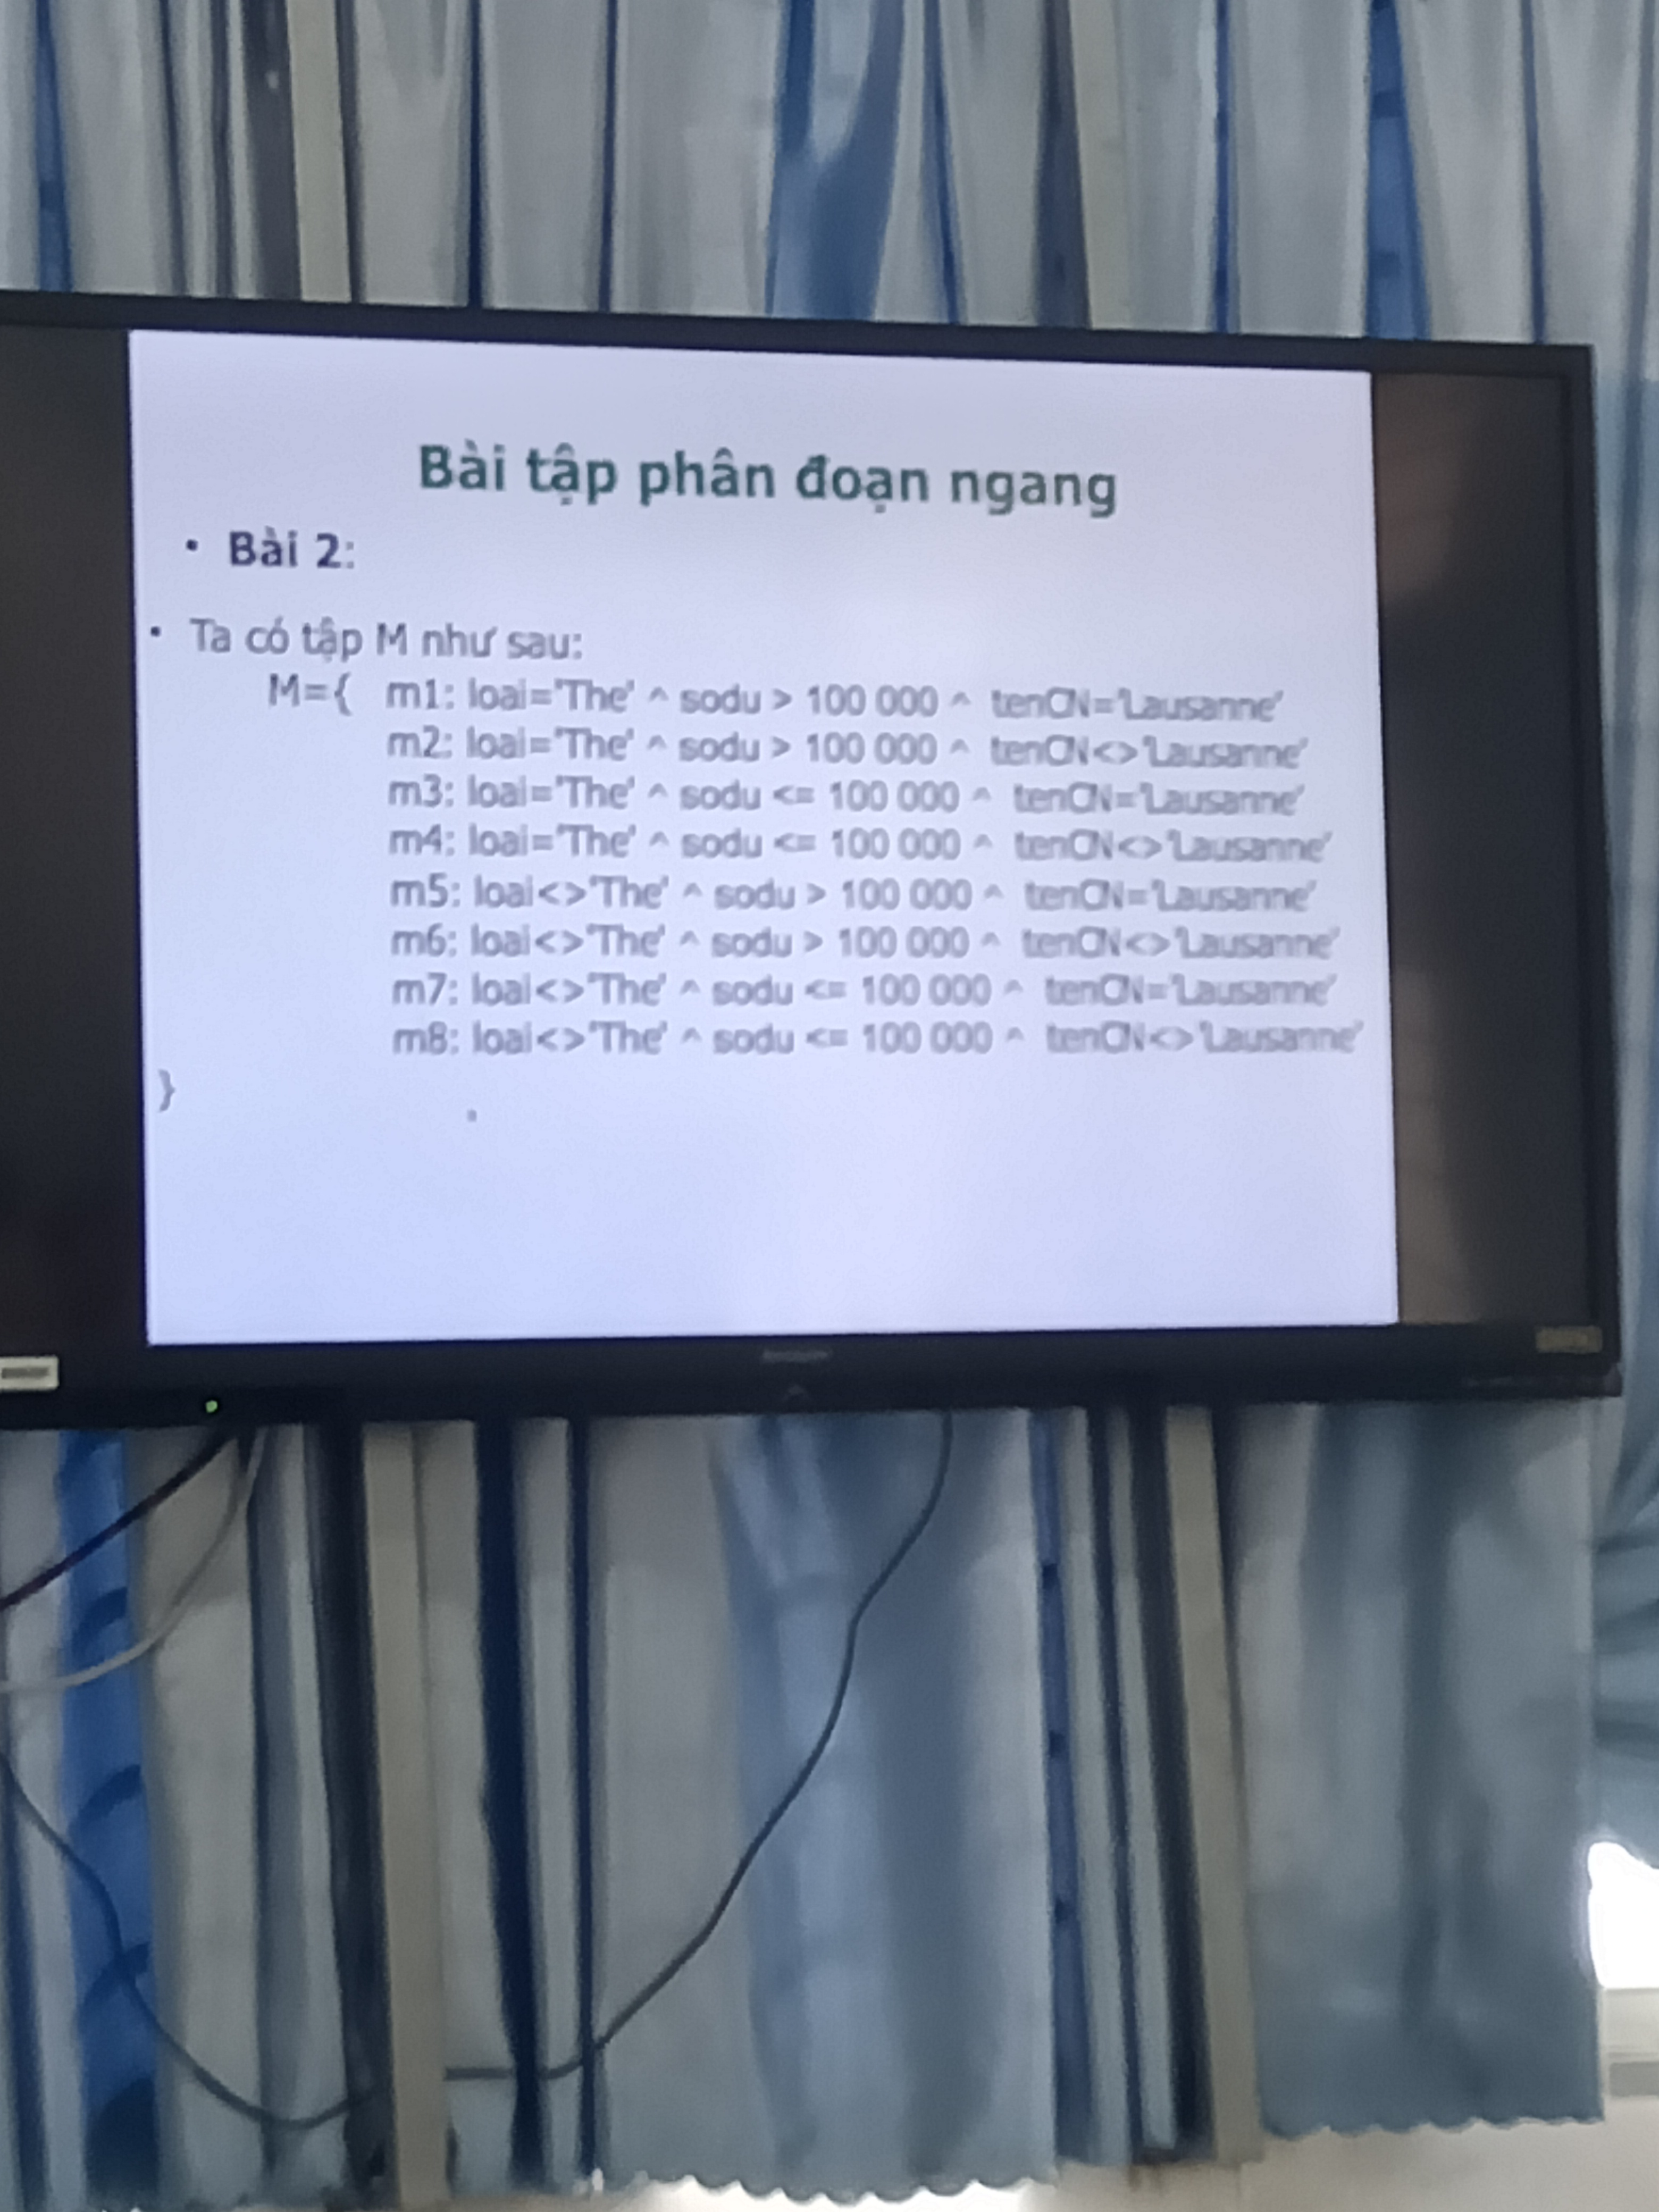 Bài tập phân đoạn ngang
• Bài 2:
• Ta có tập M như sau:
M={ m1: loai='The' ^ sodu > 100 000 ^ tenCN='Lausanne'
m2: loai='The' ^ sodu > 100 000 ^ tenCN<>'Lausanne'
m3: loai='The' ^ sodu <= 100 000 ^ tenCN='Lausanne'
m4: loai='The' ^ sodu <= 100 000 ^ tenCN<>'Lausanne'
m5: loai<>'The' ^ sodu > 100 000 ^ tenCN='Lausanne'
m6: loai<>'The' ^ sodu > 100 000 ^ tenCN<>'Lausanne'
m7: loai<>'The' ^ sodu <= 100 000 ^ tenCN='Lausanne'
m8: loai<>'The' ^ sodu <= 100 000 ^ tenCN<>'Lausanne'
}